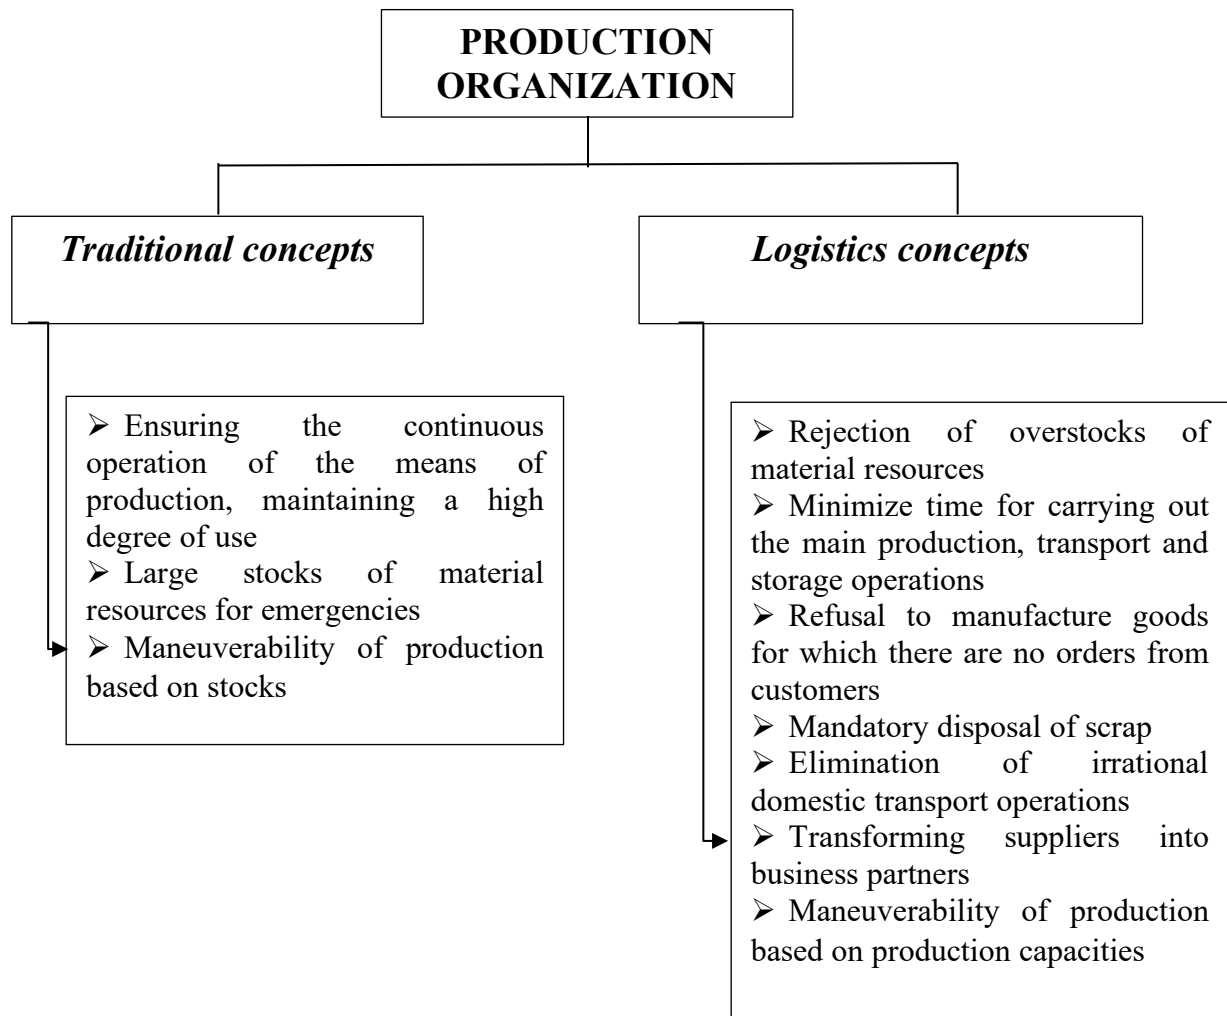 PRODUCTION
ORGANIZATION
Traditional concepts
Logistics concepts
➢ Ensuring the continuous
operation of the means of
production, maintaining a high
degree of use
➢ Large stocks of material
resources for emergencies
➢ Maneuverability of production
based on stocks
➢ Rejection of overstocks of
material resources
➢ Minimize time for carrying out
the main production, transport and
storage operations
➢ Refusal to manufacture goods
for which there are no orders from
customers
➢ Mandatory disposal of scrap
➢ Elimination of irrational
domestic transport operations
➢ Transforming suppliers into
business partners
➢ Maneuverability of production
based on production capacities